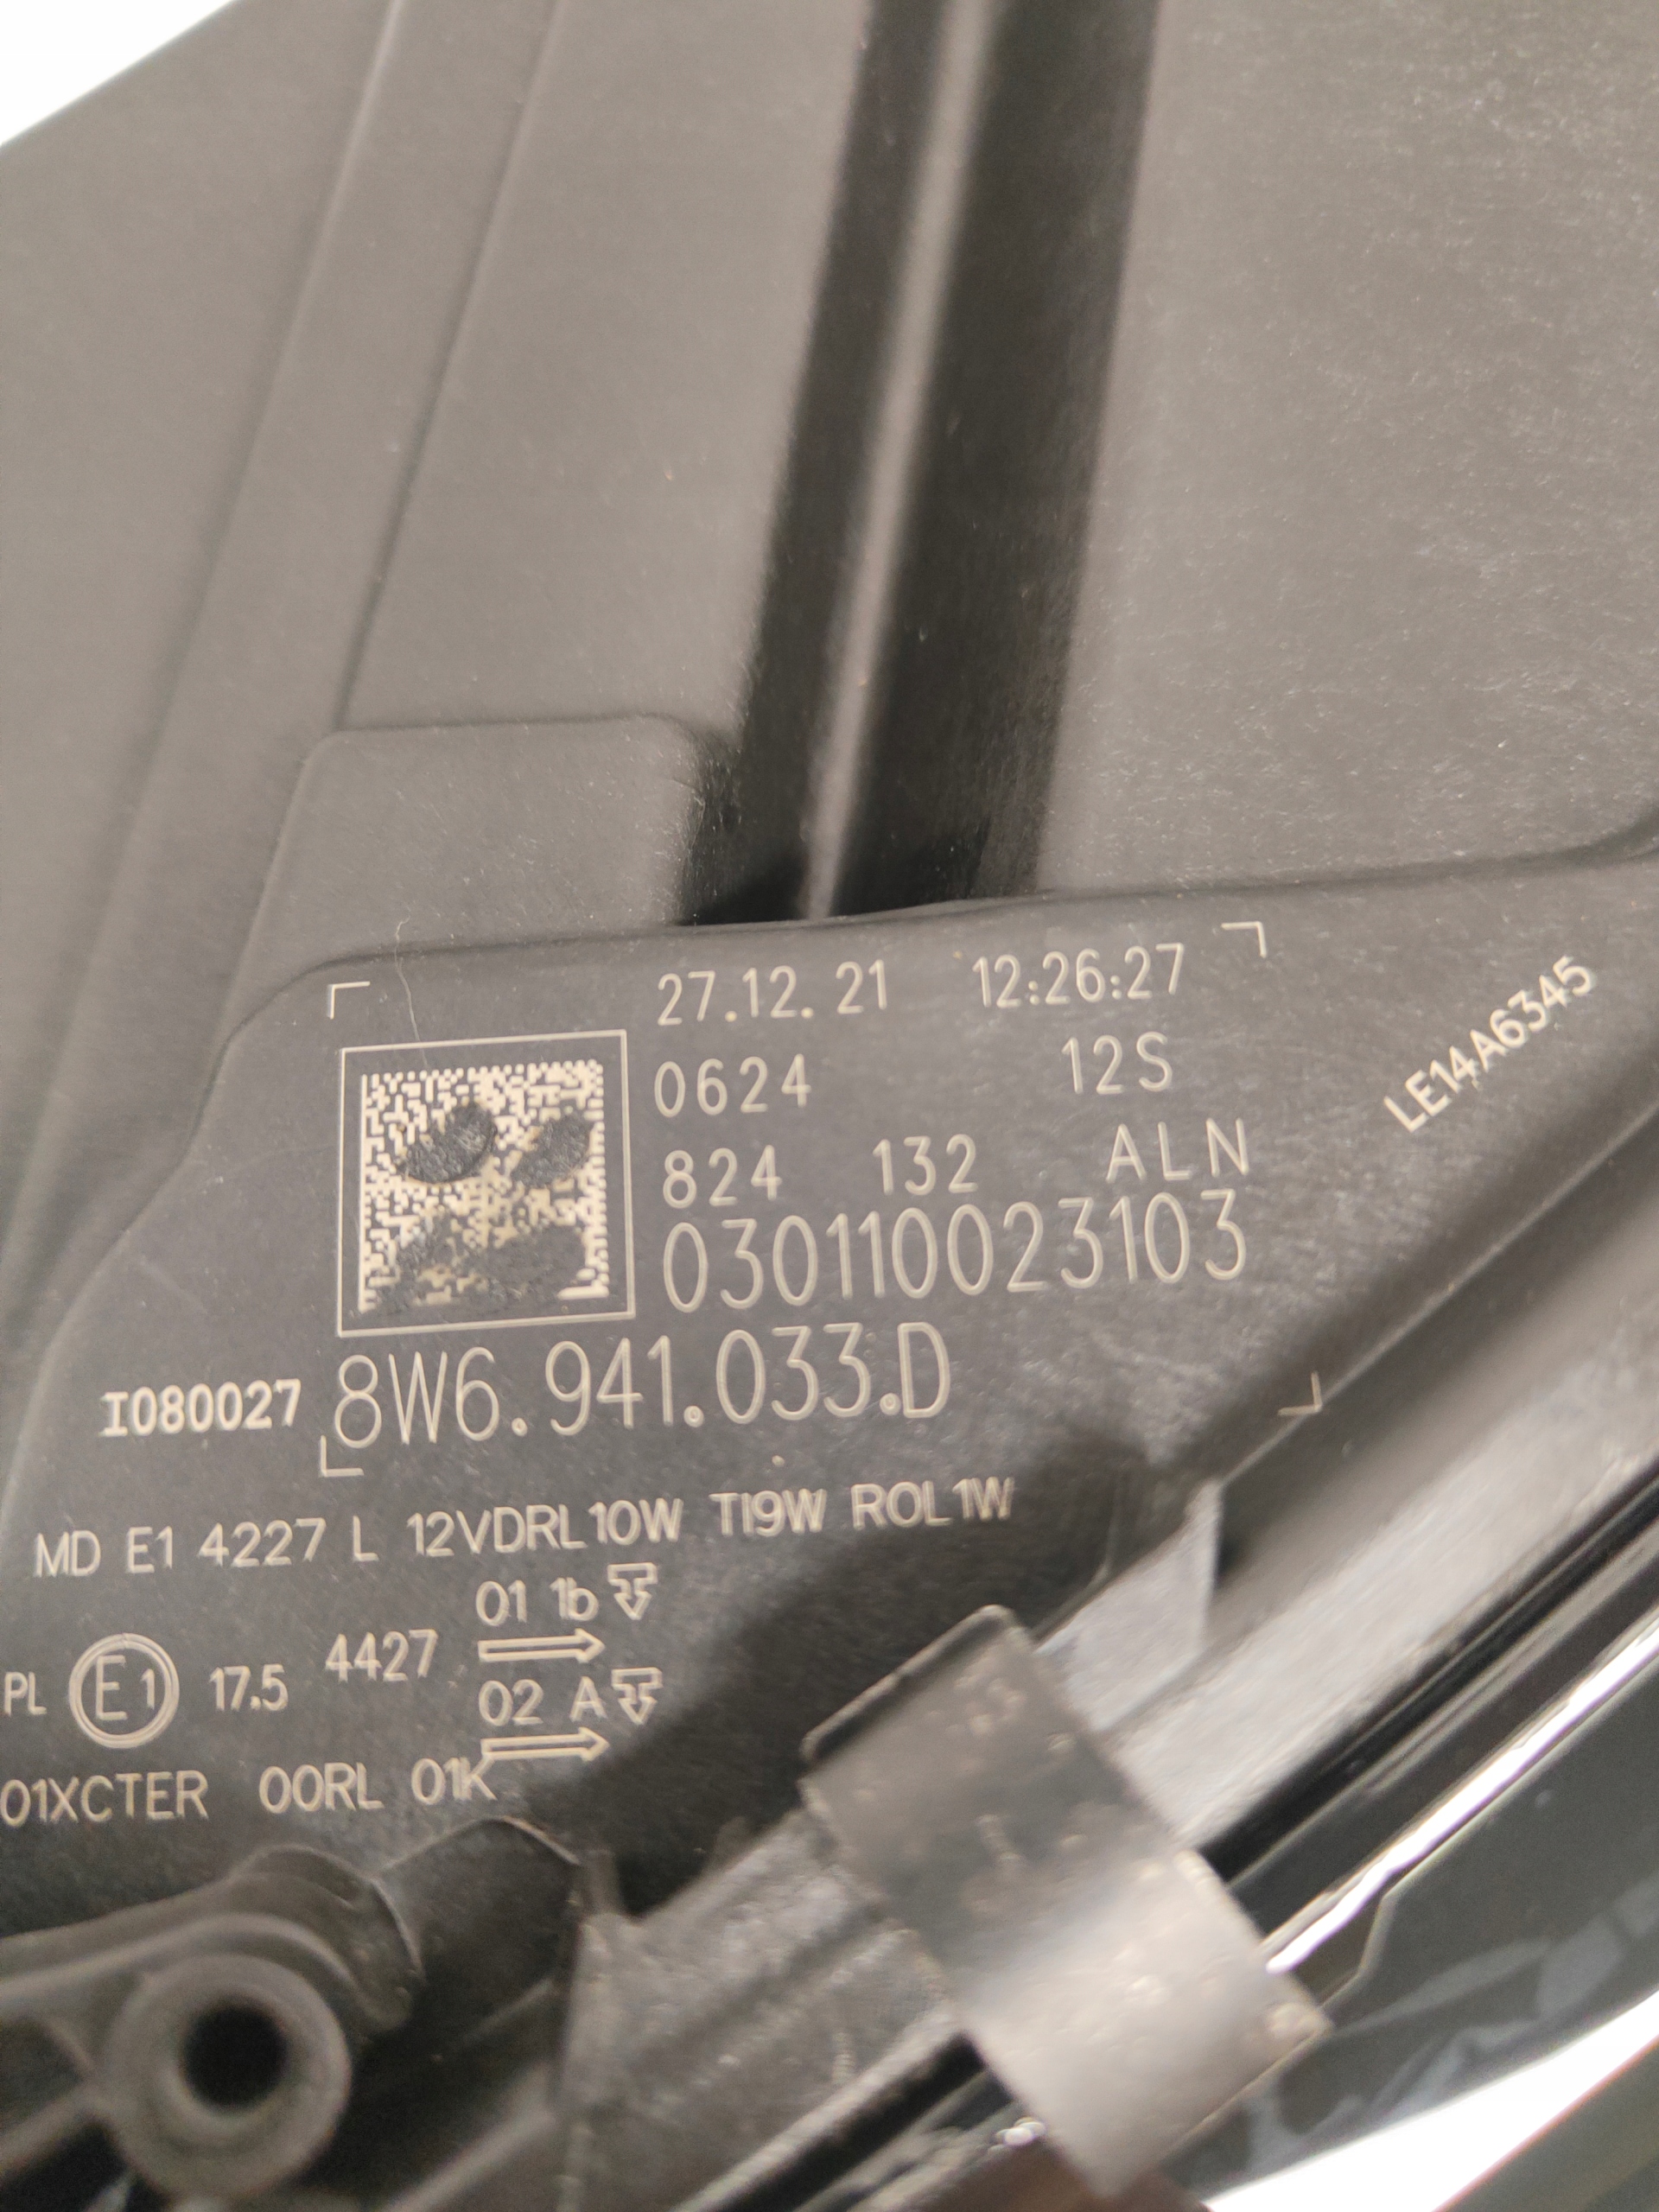 27.12.21 12:26:27
0624 12S
824 132 ALN
030110023103
LE14A6345
I080027 8W6.941.033.D
MD E1 4227 L 12VDRL10W TI9W ROL1W
01 1b
PL E1 17.5 4427
02 A
01XCTER 00RL 01K